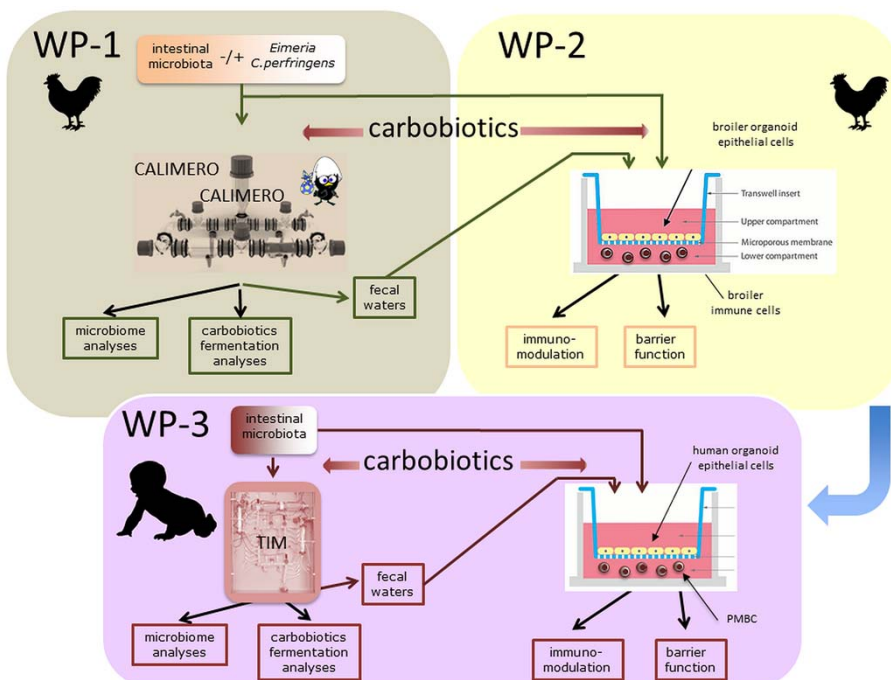 WP-1
intestinal
microbiota
-/+
Eimeria
C.perfringens
WP-2
carbobiotics
broiler organoid
epithelial cells
CALIMERO
CALIMERO
Transwell insert
Upper compartment
Microporous membrane
Lower compartment
fecal
waters
broiler
immune cells
microbiome
analyses
carbobiotics
fermentation
analyses
immuno-
modulation
barrier
function
WP-3
intestinal
microbiota
carbobiotics
human organoid
epithelial cells
TIM
fecal
waters
PMBC
microbiome
analyses
carbobiotics
fermentation
analyses
immuno-
modulation
barrier
function